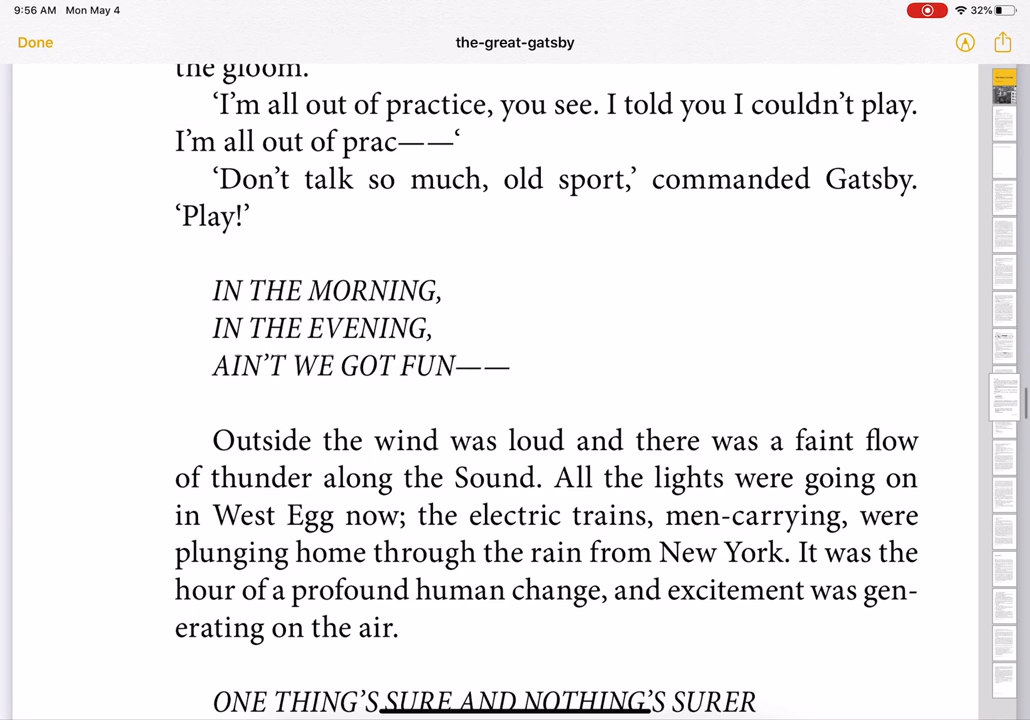 9:56 AM Mon May 4
32%
Done
the-great-gatsby
the gloom.
‘I’m all out of practice, you see. I told you I couldn’t play.
I’m all out of prac——‘
‘Don’t talk so much, old sport,’ commanded Gatsby.
‘Play!’
IN THE MORNING,
IN THE EVENING,
AIN’T WE GOT FUN——
Outside the wind was loud and there was a faint flow
of thunder along the Sound. All the lights were going on
in West Egg now; the electric trains, men-carrying, were
plunging home through the rain from New York. It was the
hour of a profound human change, and excitement was gen-
erating on the air.
ONE THING’S SURE AND NOTHING’S SURER